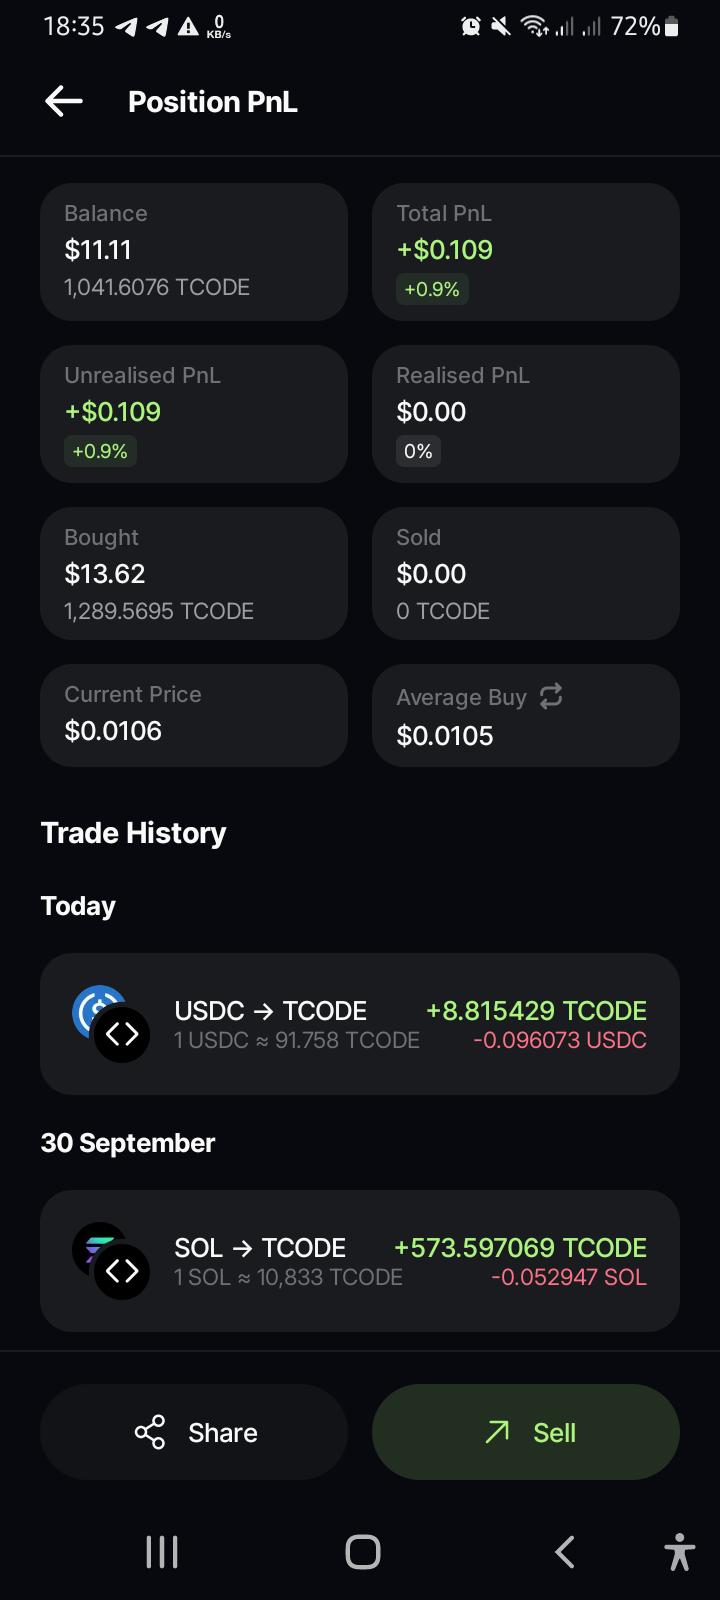 18:35 0 KB/s 72%
Position PnL
Balance
$11.11
1,041.6076 TCODE
Total PnL
+$0.109
+0.9%
Unrealised PnL
+$0.109
+0.9%
Realised PnL
$0.00
0%
Bought
$13.62
1,289.5695 TCODE
Sold
$0.00
0 TCODE
Current Price
$0.0106
Average Buy
$0.0105
Trade History
Today
USDC → TCODE +8.815429 TCODE
1 USDC ≈ 91.758 TCODE -0.096073 USDC
30 September
SOL → TCODE +573.597069 TCODE
1 SOL ≈ 10,833 TCODE -0.052947 SOL
Share
Sell